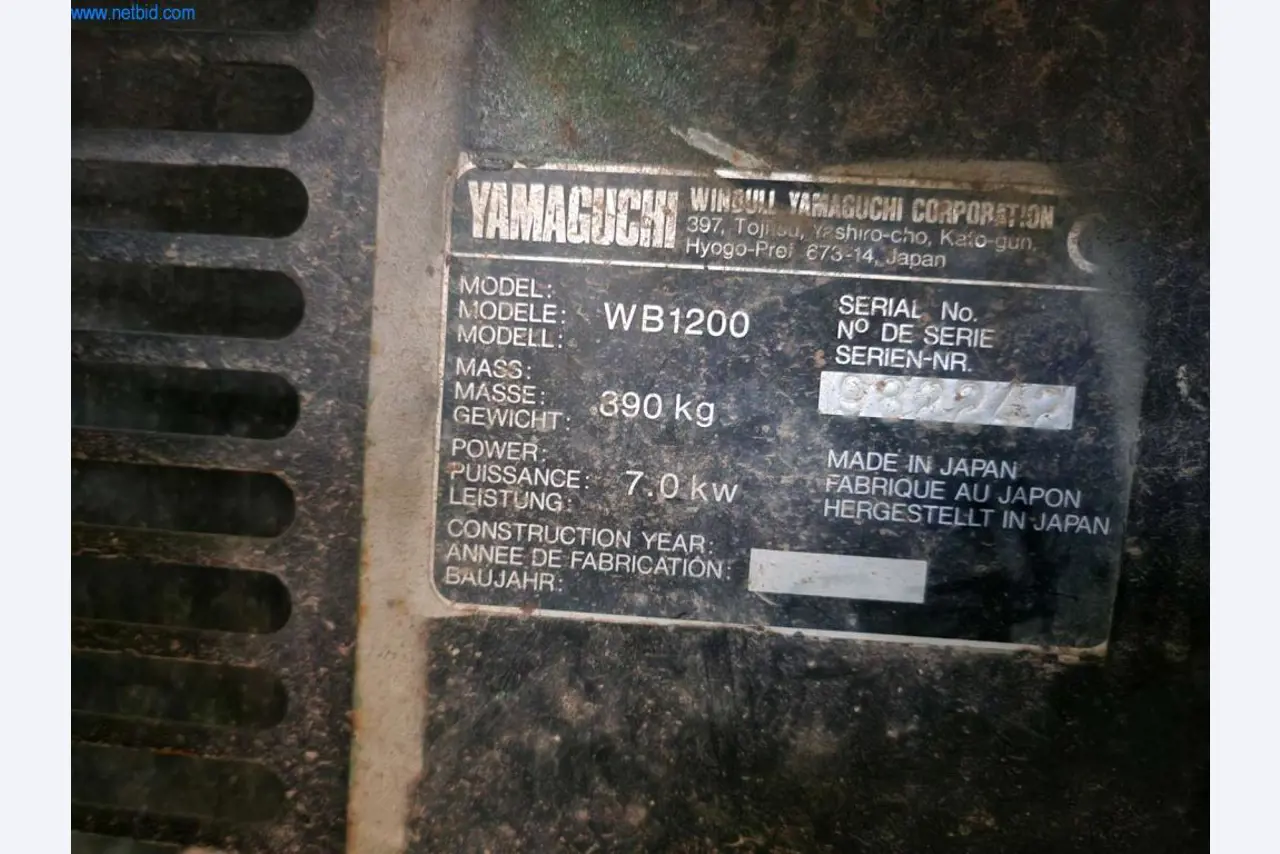 www.netbid.com
YAMAGUCHI
WINBULL YAMAGUCHI CORPORATION
397, Yashiro-cho, Kato-gun,
Hyogo-Pref 673-14, Japan
MODEL:
MODELE:
MODELL:
WB1200
SERIAL No.
Nº DE SERIE
SERIEN-NR.
MASS:
MASSE:
GEWICHT:
390 kg
POWER:
PUISSANCE:
LEISTUNG:
7.0 kw
MADE IN JAPAN
FABRIQUE AU JAPON
HERGESTELLT IN JAPAN
CONSTRUCTION YEAR:
ANNEE DE FABRICATION:
BAUJAHR: